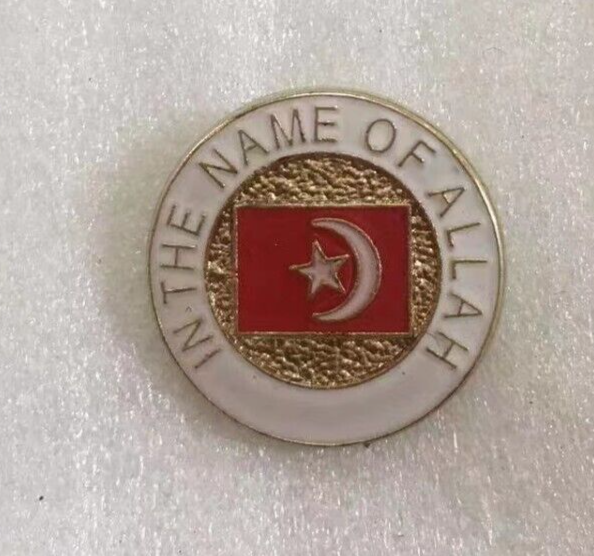 IN THE NAME OF ALLAH